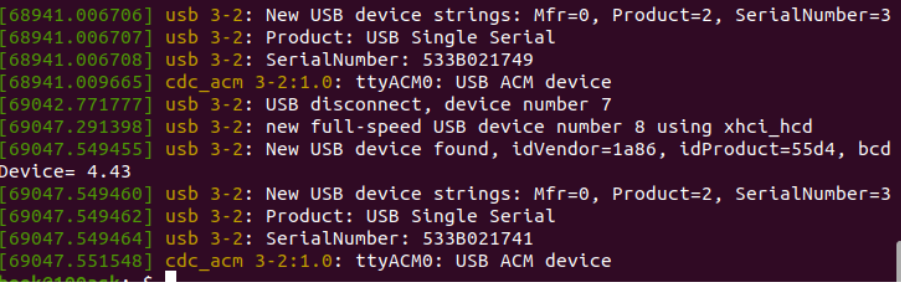 [68941.006706] usb 3-2: New USB device strings: Mfr=0, Product=2, SerialNumber=3
[68941.006707] usb 3-2: Product: USB Single Serial
[68941.006708] usb 3-2: SerialNumber: 533B021749
[68941.009665] cdc_acm 3-2:1.0: ttyACM0: USB ACM device
[69042.771777] usb 3-2: USB disconnect, device number 7
[69047.291398] usb 3-2: new full-speed USB device number 8 using xhci_hcd
[69047.549455] usb 3-2: New USB device found, idVendor=1a86, idProduct=55d4, bcd
Device= 4.43
[69047.549460] usb 3-2: New USB device strings: Mfr=0, Product=2, SerialNumber=3
[69047.549462] usb 3-2: Product: USB Single Serial
[69047.549464] usb 3-2: SerialNumber: 533B021741
[69047.551548] cdc_acm 3-2:1.0: ttyACM0: USB ACM device